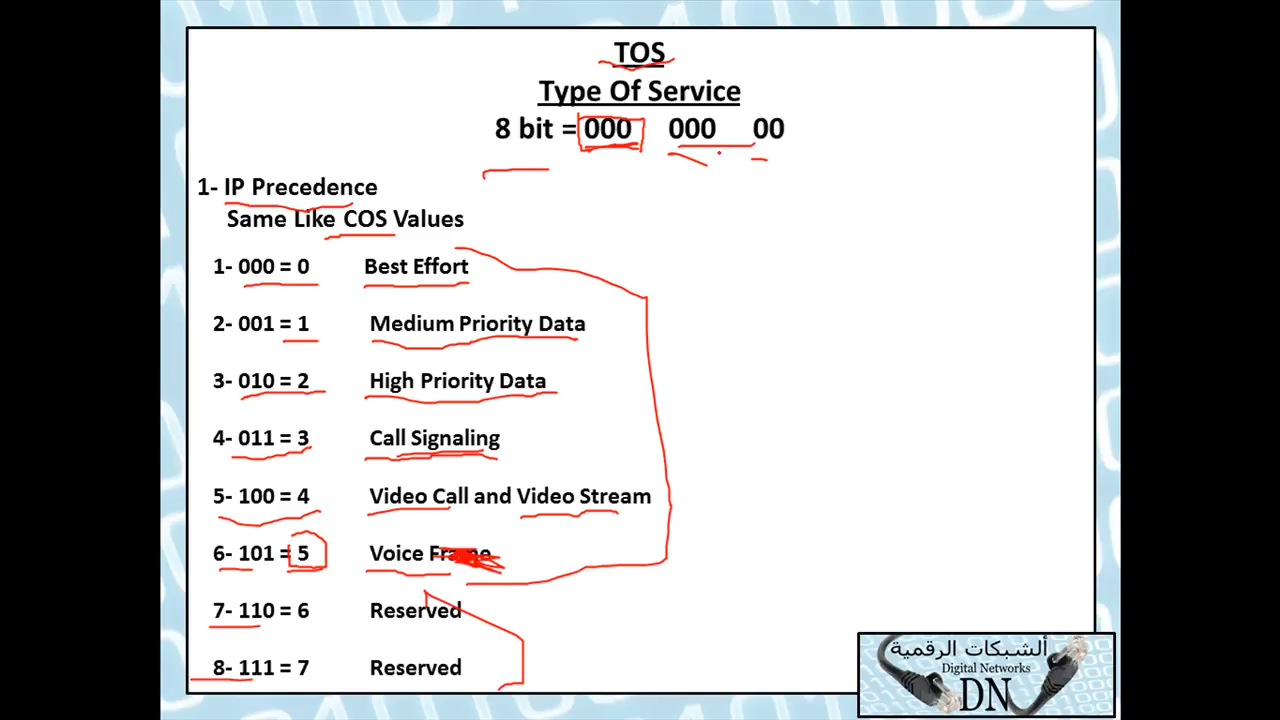 TOS
Type Of Service
8 bit = 000 000 00
1- IP Precedence
Same Like COS Values
1- 000 = 0 Best Effort
2- 001 = 1 Medium Priority Data
3- 010 = 2 High Priority Data
4- 011 = 3 Call Signaling
5- 100 = 4 Video Call and Video Stream
6- 101 = 5 Voice Frame
7- 110 = 6 Reserved
8- 111 = 7 Reserved
ألشبكات الرقمية
Digital Networks
DN